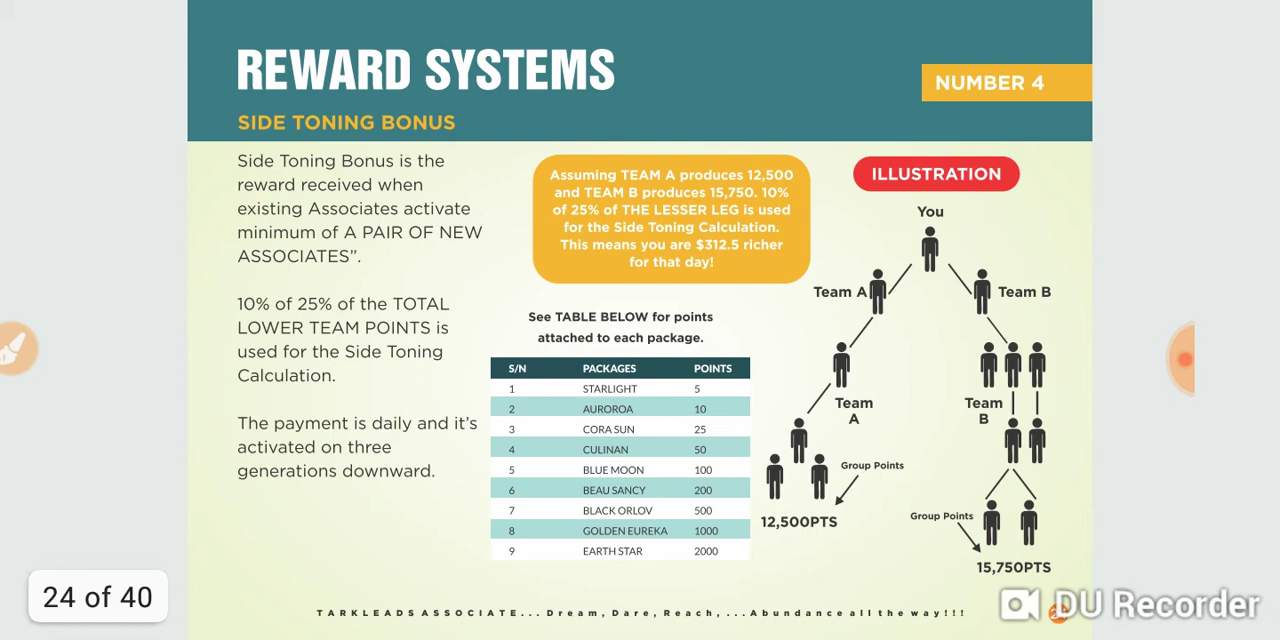 REWARD SYSTEMS
NUMBER 4
SIDE TONING BONUS
Side Toning Bonus is the
reward received when
existing Associates activate
minimum of A PAIR OF NEW
ASSOCIATES”.
10% of 25% of the TOTAL
LOWER TEAM POINTS is
used for the Side Toning
Calculation.
The payment is daily and it’s
activated on three
generations downward.
Assuming TEAM A produces 12,500
and TEAM B produces 15,750. 10%
of 25% of THE LESSER LEG is used
for the Side Toning Calculation.
This means you are $312.5 richer
for that day!
See TABLE BELOW for points
attached to each package.
S/N PACKAGES POINTS
1 STARLIGHT 5
2 AUROROA 10
3 CORA SUN 25
4 CULINAN 50
5 BLUE MOON 100
6 BEAU SANCY 200
7 BLACK ORLOV 500
8 GOLDEN EUREKA 1000
9 EARTH STAR 2000
ILLUSTRATION
You
Team A
Team B
Team
A
Team
B
Group Points
12,500PTS
Group Points
15,750PTS
24 of 40
TARKLEADS ASSOCIATE... Dream, Dare, Reach, ... Abundance all the way!!!
DU Recorder